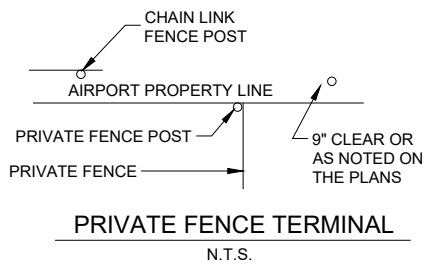 CHAIN LINK
FENCE POST
AIRPORT PROPERTY LINE
PRIVATE FENCE POST
PRIVATE FENCE
9" CLEAR OR
AS NOTED ON
THE PLANS
PRIVATE FENCE TERMINAL
N.T.S.